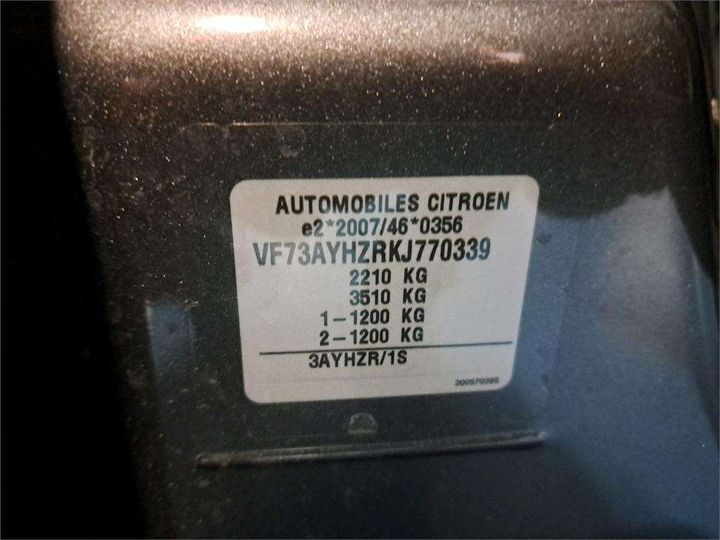 AUTOMOBILES CITROEN
e2*2007/46*0356
VF73AYHZRKJ770339
2210 KG
3510 KG
1-1200 KG
2-1200 KG
3AYHZR/1S